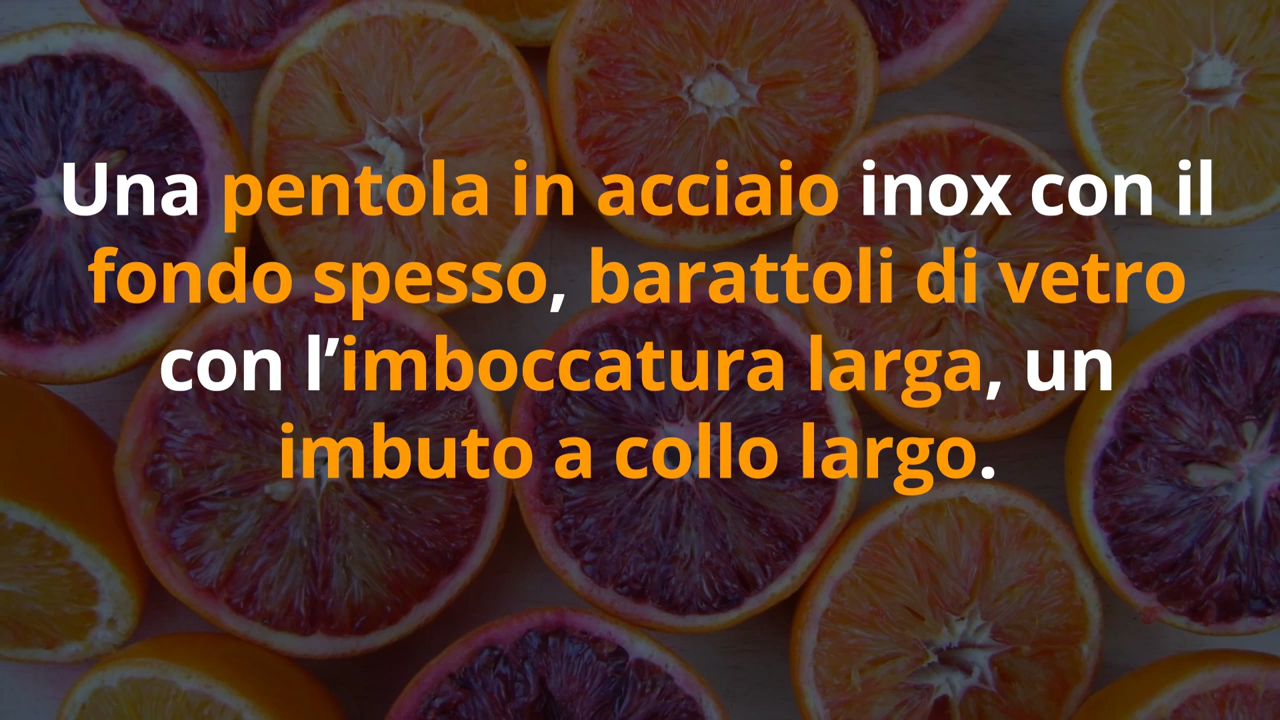 Una pentola in acciaio inox con il
fondo spesso, barattoli di vetro
con l’imboccatura larga, un
imbuto a collo largo.